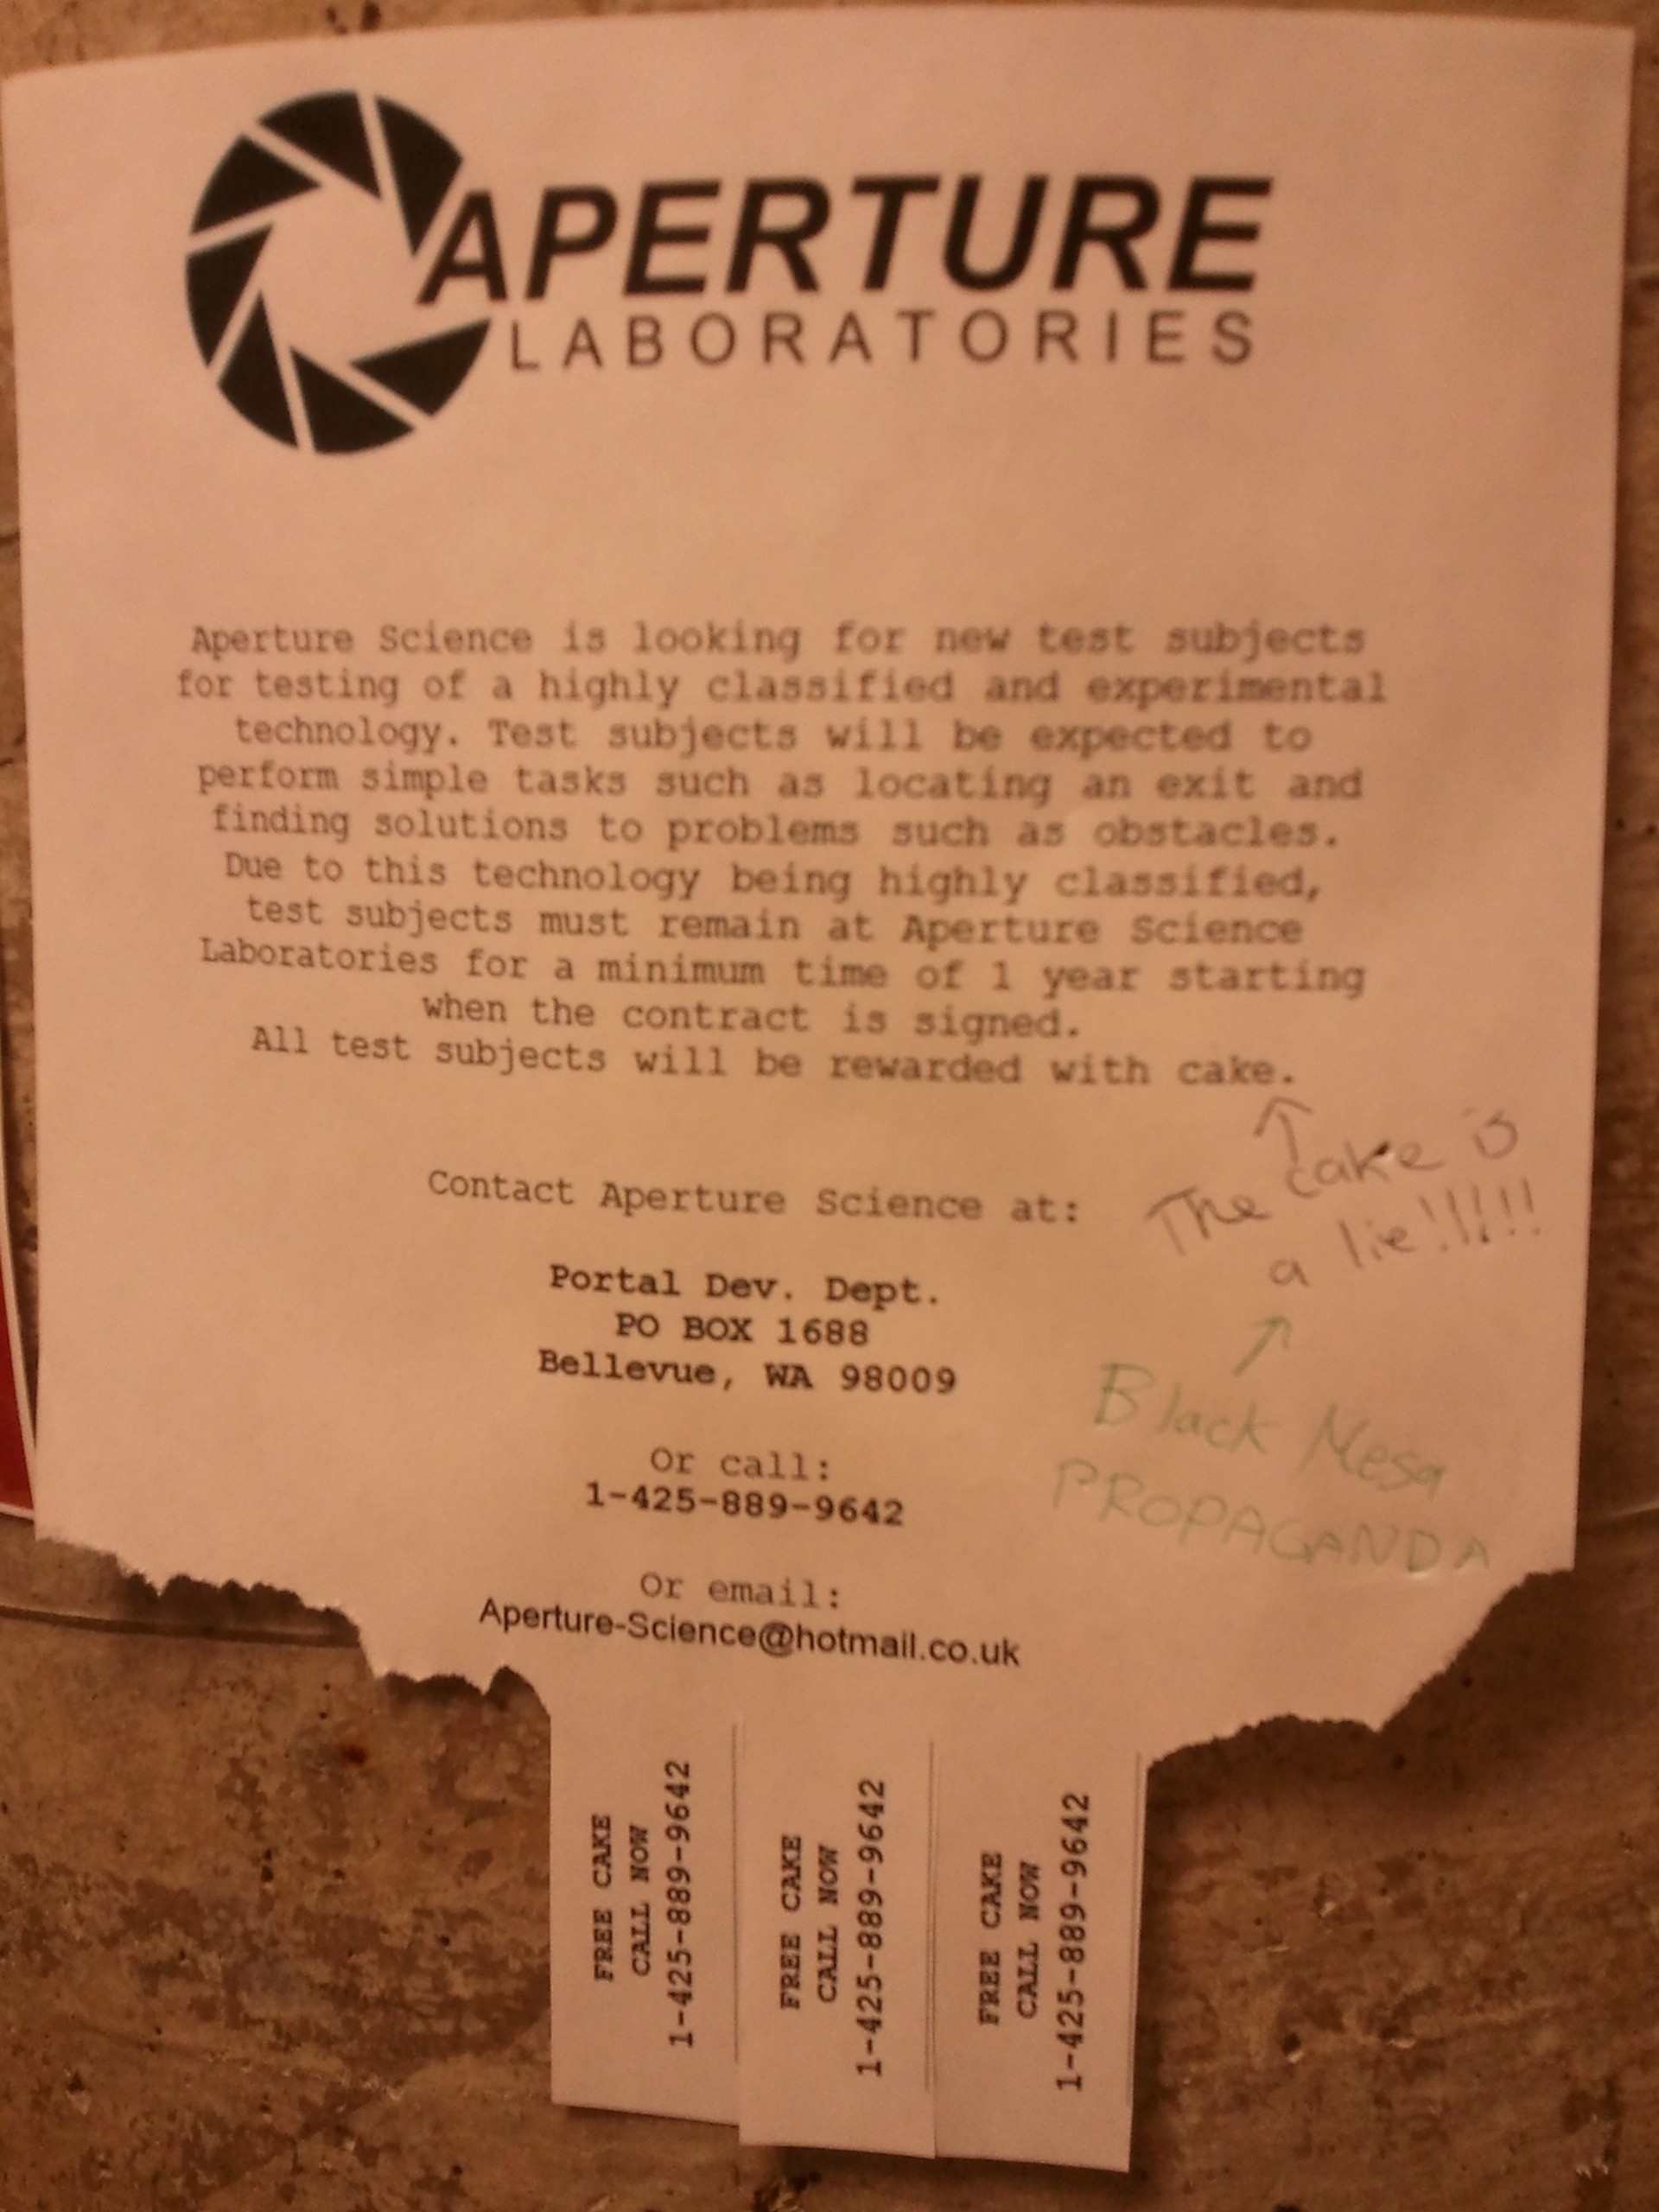 APERTURE
LABORATORIES
Aperture Science is looking for new test subjects
for testing of a highly classified and experimental
technology. Test subjects will be expected to
perform simple tasks such as locating an exit and
finding solutions to problems such as obstacles.
Due to this technology being highly classified,
test subjects must remain at Aperture Science
Laboratories for a minimum time of 1 year starting
when the contract is signed.
All test subjects will be rewarded with cake.
The cake is
a lie!!!!!!
Contact Aperture Science at:
Portal Dev. Dept.
PO BOX 1688
Bellevue, WA 98009
Black Mesa
PROPAGANDA
Or call:
1-425-889-9642
Or email:
Aperture-Science@hotmail.co.uk
FREE CAKE
CALL NOW
1-425-889-9642
FREE CAKE
CALL NOW
1-425-889-9642
FREE CAKE
CALL NOW
1-425-889-9642